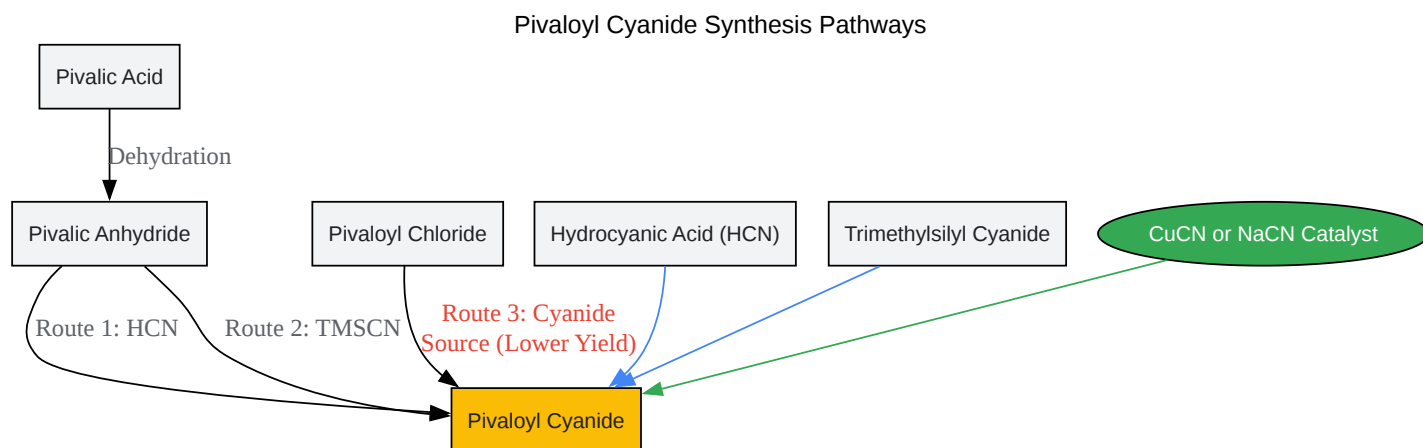 Pivaloyl Cyanide Synthesis Pathways
Pivalic Acid
Dehydration
Pivalic Anhydride
Pivaloyl Chloride
Hydrocyanic Acid (HCN)
Trimethylsilyl Cyanide
CuCN or NaCN Catalyst
Route 1: HCN
Route 2: TMSCN
Route 3: Cyanide
Source (Lower Yield)
Pivaloyl Cyanide